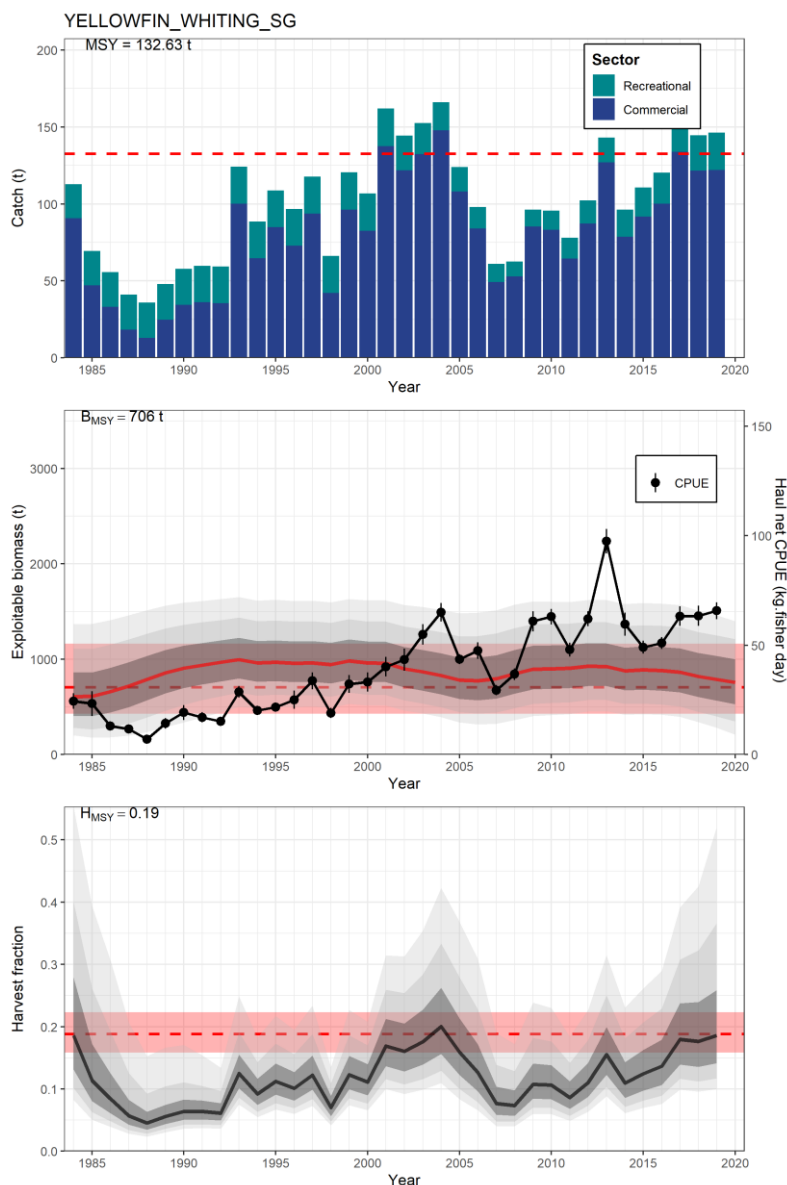 YELLOWFIN_WHITING_SG
MSY = 132.63 t
200
150
100
50
0
Catch (t)
Sector
Recreational
Commercial
1985 1990 1995 2000 2005 2010 2015 2020
Year
BMSY = 706 t
3000
2000
1000
0
Exploitable biomass (t)
CPUE
150
100
50
0
Haul net CPUE (kg.fisher day)
1985 1990 1995 2000 2005 2010 2015 2020
Year
HMSY = 0.19
0.5
0.4
0.3
0.2
0.1
0.0
Harvest fraction
1985 1990 1995 2000 2005 2010 2015 2020
Year